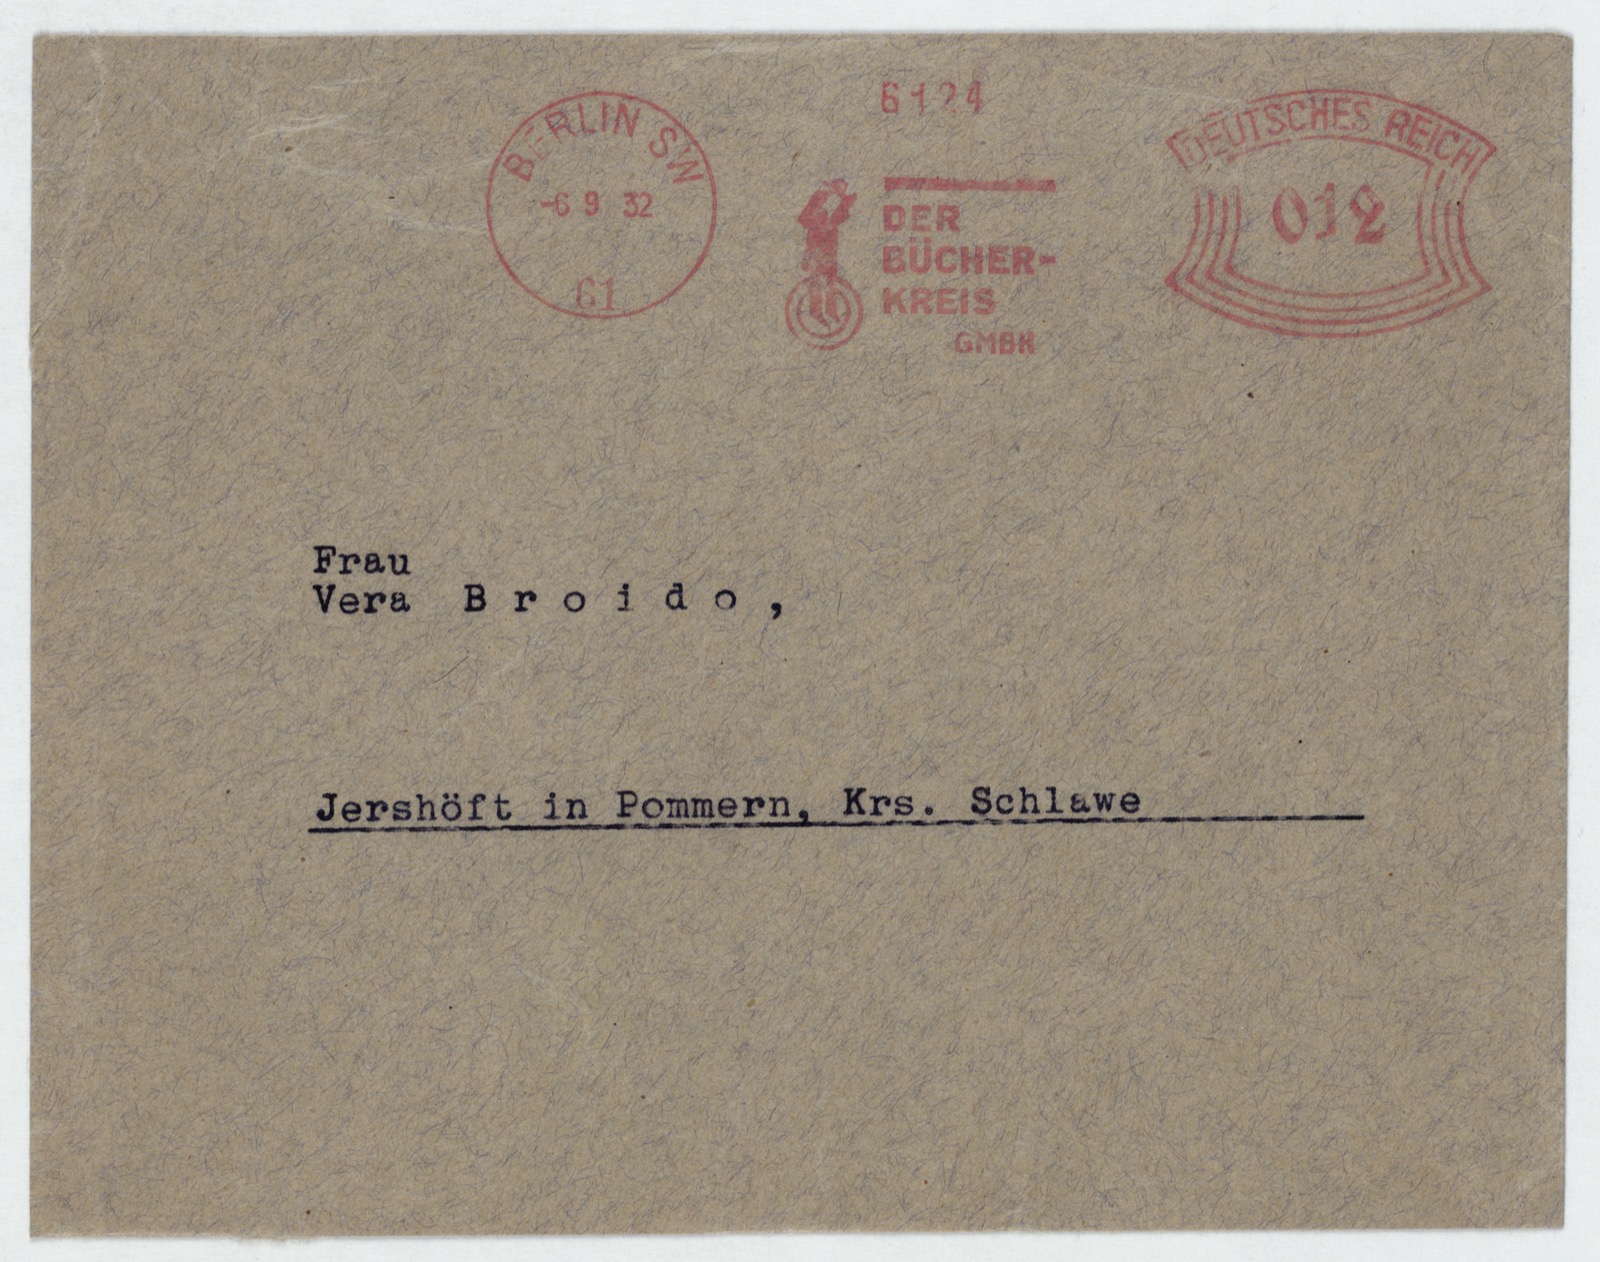 BERLIN SW
-6 9 32
61
6124
DER
BÜCHER-
KREIS
GMBH
DEUTSCHES REICH
012
Frau
Vera B r o i d o ,
Jershöft in Pommern, Krs. Schlawe